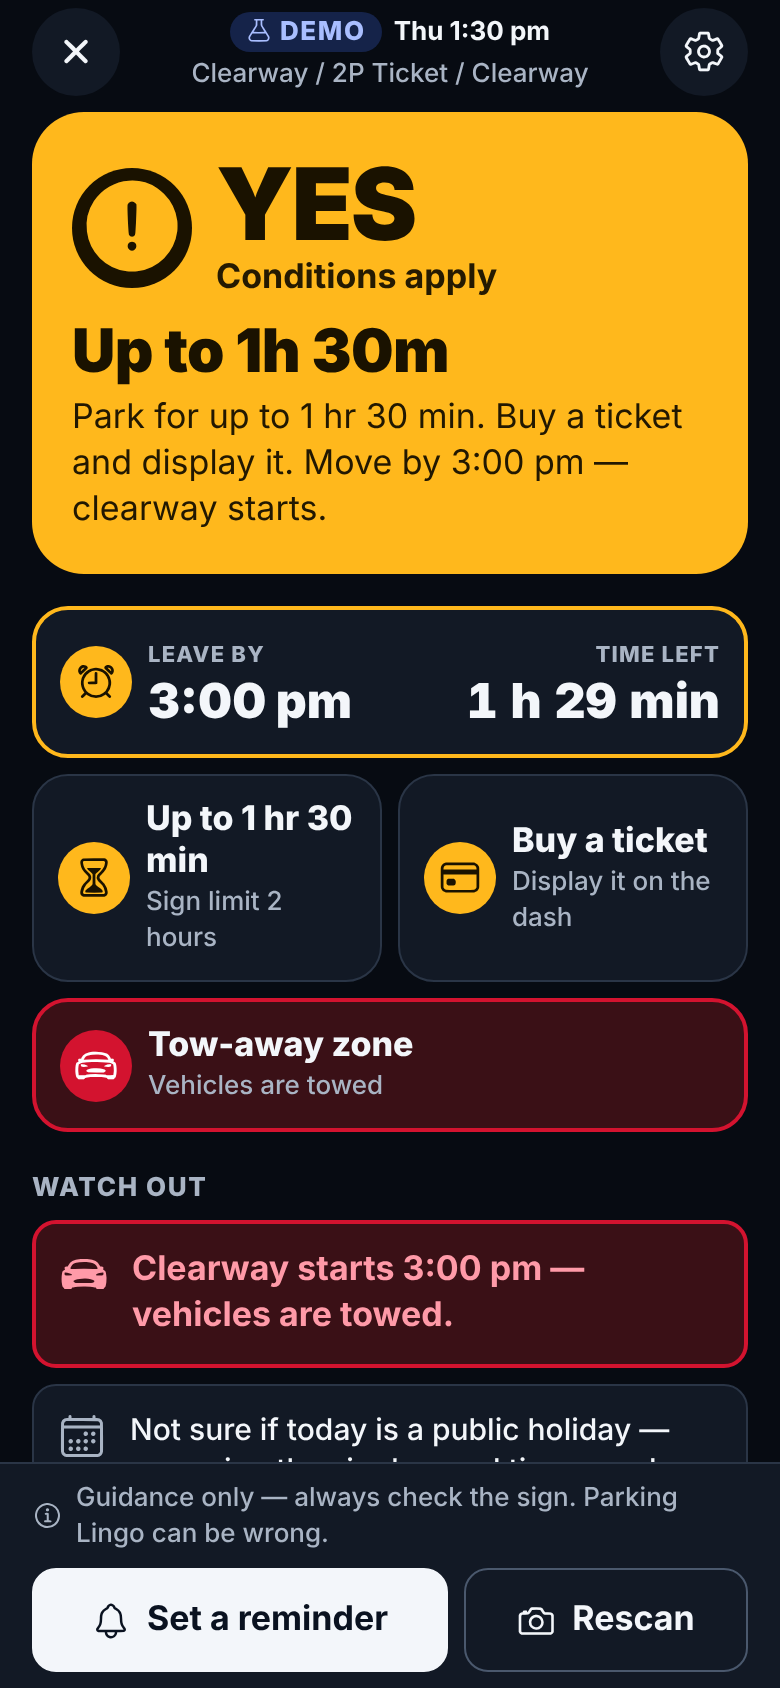 DEMO Thu 1:30 pm
Clearway / 2P Ticket / Clearway
YES
Conditions apply
Up to 1h 30m
Park for up to 1 hr 30 min. Buy a ticket
and display it. Move by 3:00 pm —
clearway starts.
LEAVE BY
3:00 pm
TIME LEFT
1 h 29 min
Up to 1 hr 30
min
Sign limit 2
hours
Buy a ticket
Display it on the
dash
Tow-away zone
Vehicles are towed
WATCH OUT
Clearway starts 3:00 pm —
vehicles are towed.
Not sure if today is a public holiday —
Guidance only — always check the sign. Parking
Lingo can be wrong.
Set a reminder
Rescan